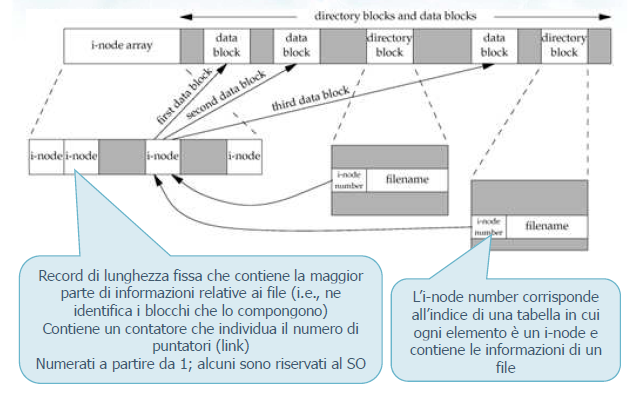 directory blocks and data blocks
i-node array
data
block
data
block
directory
block
data
block
directory
block
first data block
second data block
third data block
i-node
i-node
i-node
i-node
i-node
number
filename
i-node
number
filename
Record di lunghezza fissa che contiene la maggior
parte di informazioni relative ai file (i.e., ne
identifica i blocchi che lo compongono)
Contiene un contatore che individua il numero di
puntatori (link)
Numerati a partire da 1; alcuni sono riservati al SO
L'i-node number corrisponde
all'indice di una tabella in cui
ogni elemento è un i-node e
contiene le informazioni di un
file